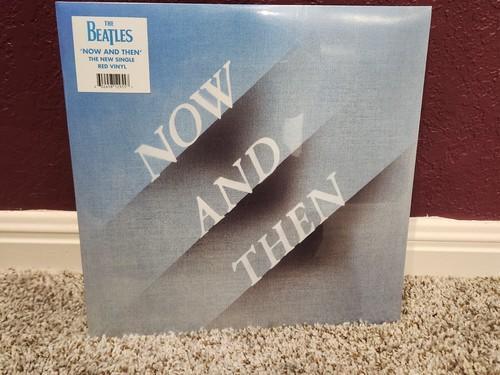 THE
BEATLES
'NOW AND THEN'
THE NEW SINGLE
RED VINYL
NOW
AND
THEN